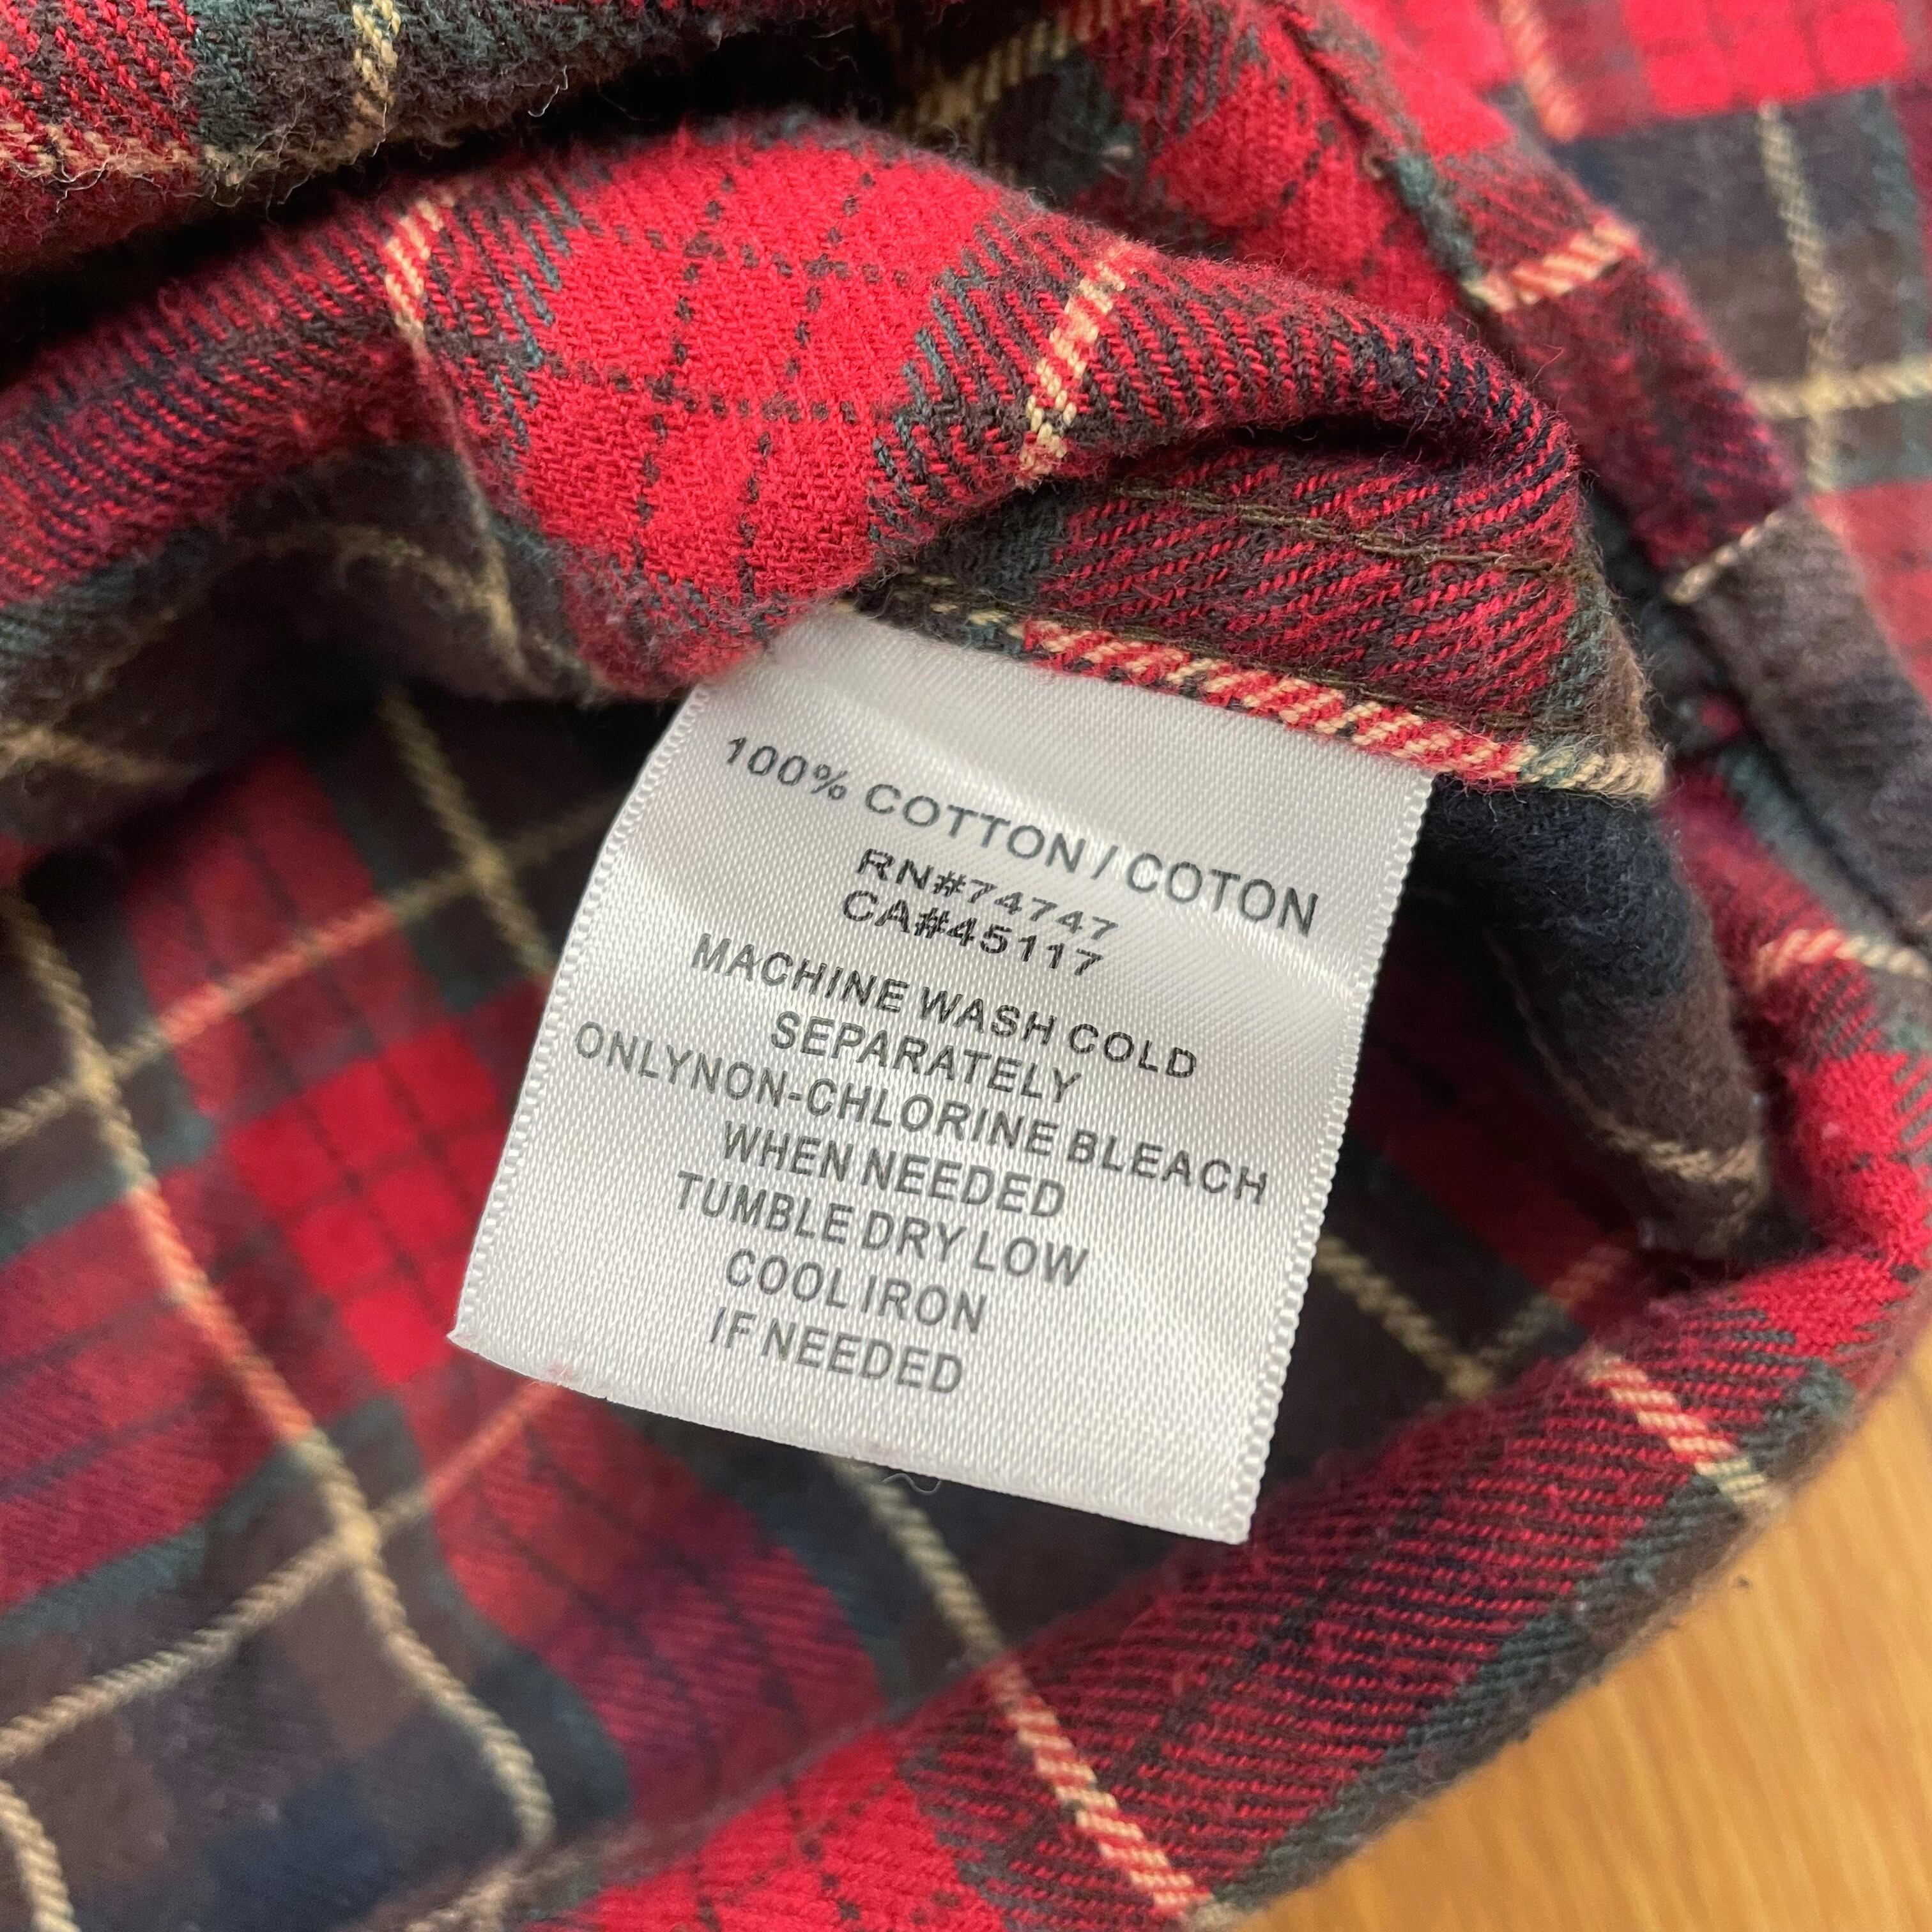 100% COTTON / COTON
RN#74747
CA#45117
MACHINE WASH COLD
SEPARATELY
ONLYNON-CHLORINE BLEACH
WHEN NEEDED
TUMBLE DRY LOW
COOL IRON
IF NEEDED